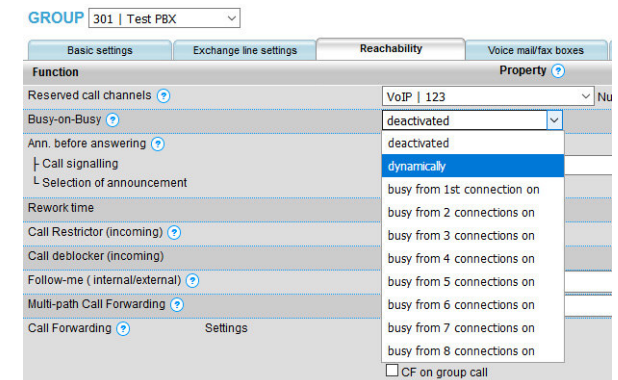 GROUP 301 | Test PBX
Basic settings Exchange line settings Reachability Voice mail/fax boxes
Function Property ?
Reserved call channels ? VoIP | 123 Nu
Busy-on-Busy ? deactivated
Ann. before answering ? deactivated
Call signalling dynamically
Selection of announcement busy from 1st connection on
Rework time busy from 2 connections on
Call Restrictor (incoming) ? busy from 3 connections on
Call deblocker (incoming) busy from 4 connections on
Follow-me ( internal/external) ? busy from 5 connections on
Multi-path Call Forwarding ? busy from 6 connections on
Call Forwarding ? Settings busy from 7 connections on
busy from 8 connections on
CF on group call